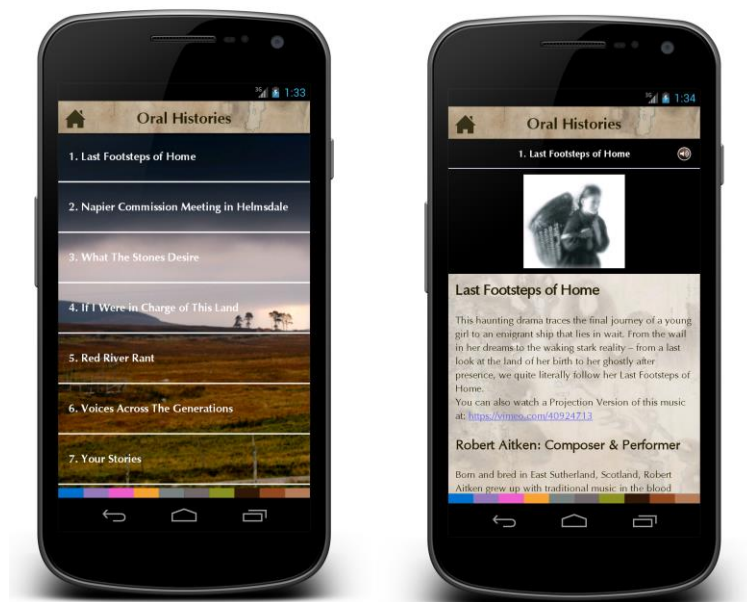 3G 1:33
Oral Histories
1. Last Footsteps of Home
2. Napier Commission Meeting in Helmsdale
3. What The Stones Desire
4. If I Were in Charge of This Land
5. Red River Rant
6. Voices Across The Generations
7. Your Stories
3G 1:34
Oral Histories
1. Last Footsteps of Home
Last Footsteps of Home
This haunting drama traces the final journey of a young
girl to an emigrant ship that lies in wait. From the wail
in her dreams to the waking stark reality – from a last
look at the land of her birth to her ghostly after
presence, we quite literally follow her Last Footsteps of
Home.
You can also watch a Projection Version of this music
at: https://vimeo.com/40924713
Robert Aitken: Composer & Performer
Born and bred in East Sutherland, Scotland, Robert
Aitken grew up with traditional music in the blood